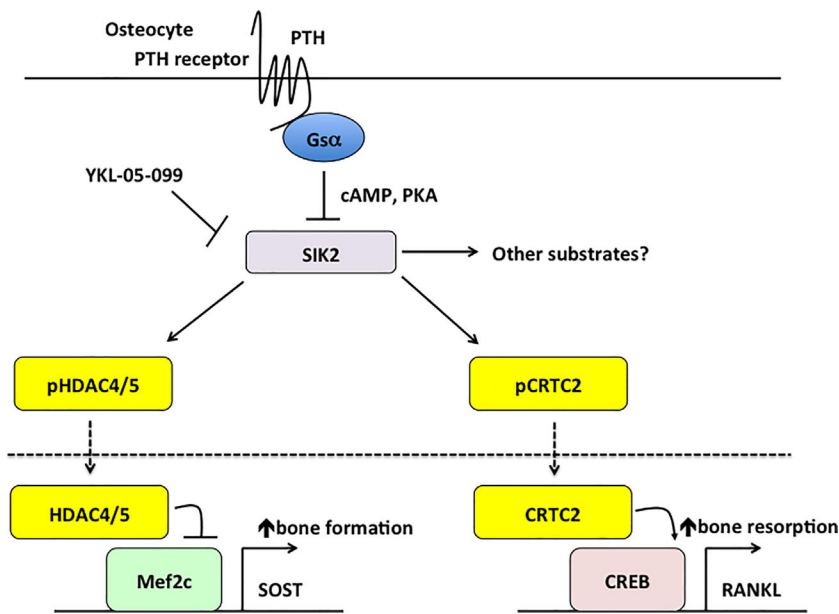 Osteocyte
PTH receptor
PTH
Gsα
YKL-05-099
cAMP, PKA
SIK2
Other substrates?
pHDAC4/5
pCRTC2
HDAC4/5
CRTC2
bone formation
bone resorption
Mef2c
SOST
CREB
RANKL